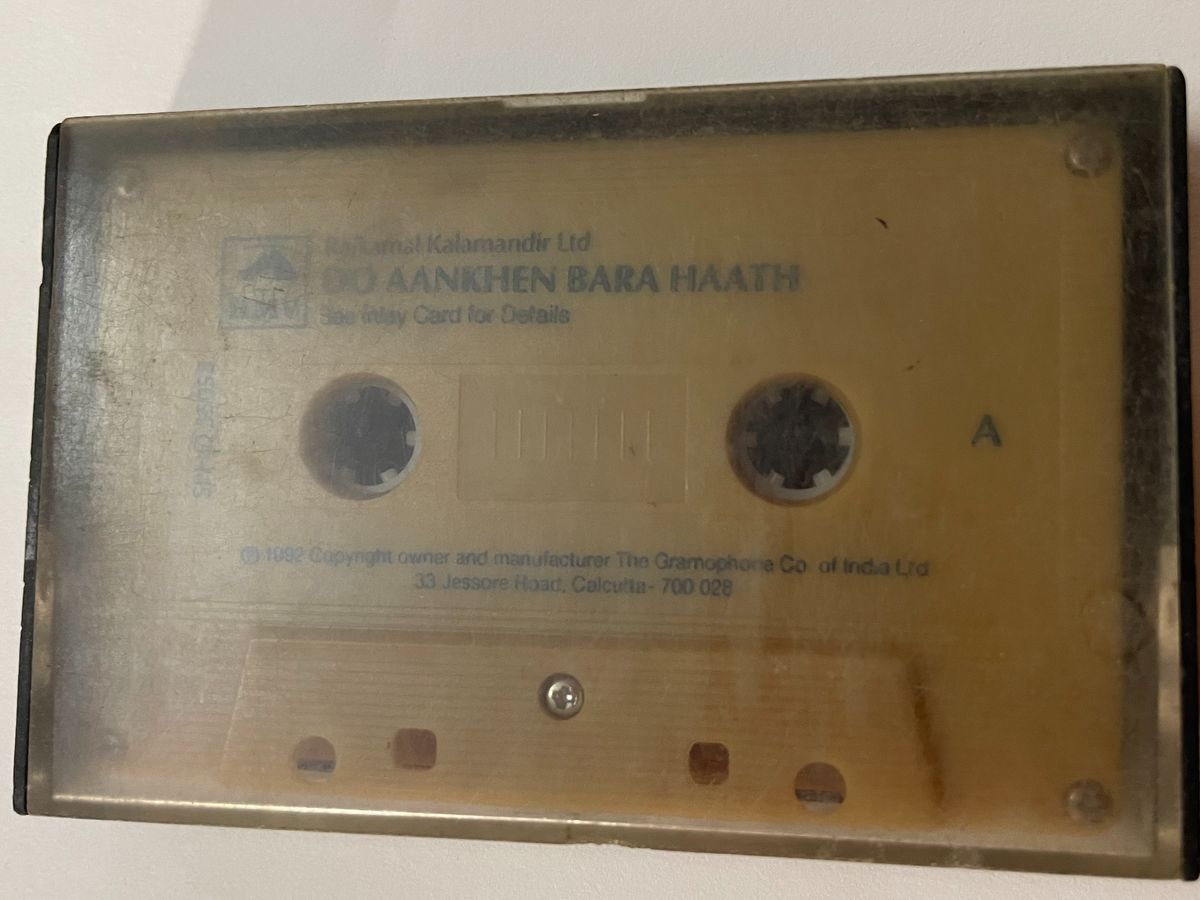 Rajkamal Kalamandir Ltd
DO AANKHEN BARA HAATH
See Inlay Card for Details
A
℗ 1992 Copyright owner and manufacturer The Gramophone Co. of India Ltd
33 Jessore Road, Calcutta - 700 028